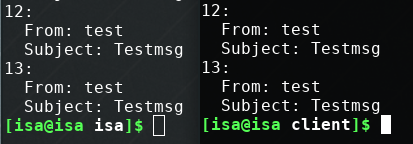 12:
  From: test
  Subject: Testmsg
13:
  From: test
  Subject: Testmsg
[isa@isa isa]$
12:
  From: test
  Subject: Testmsg
13:
  From: test
  Subject: Testmsg
[isa@isa client]$